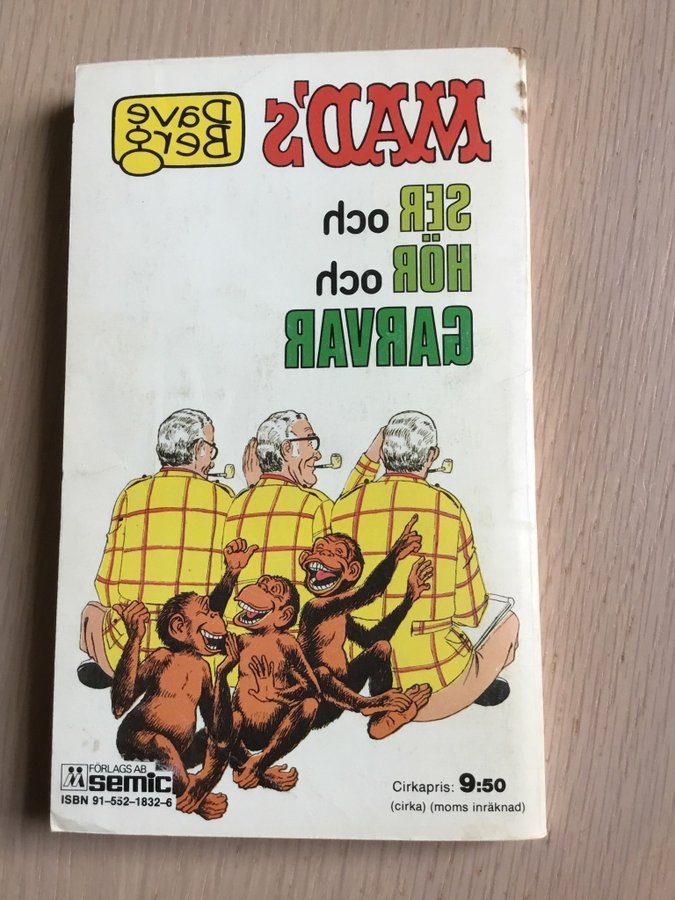 MAD's
Dave
Berg
SER och
HÖR och
GARVAR
FÖRLAGS AB
semic
ISBN 91-552-1832-6
Cirkapris: 9:50
(cirka) (moms inräknad)